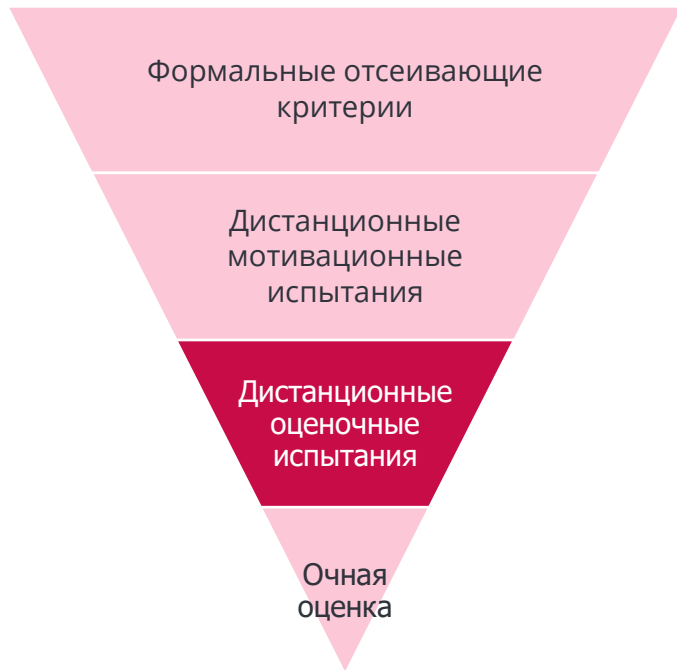 Формальные отсеивающие
критерии
Дистанционные
мотивационные
испытания
Дистанционные
оценочные
испытания
Очная
оценка